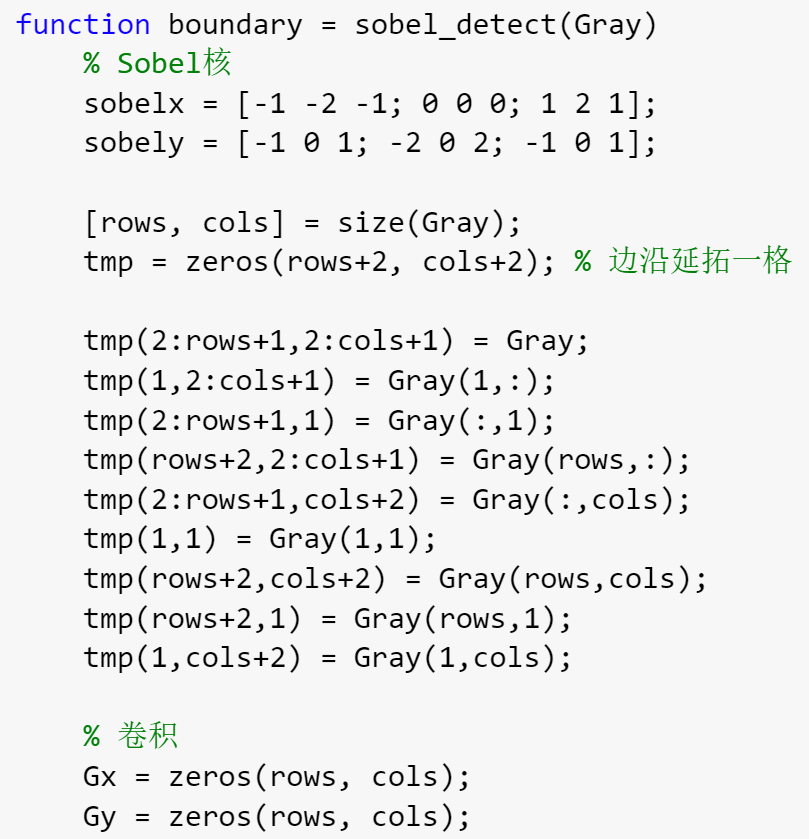 function boundary = sobel_detect(Gray)
% Sobel核
sobelx = [-1 -2 -1; 0 0 0; 1 2 1];
sobely = [-1 0 1; -2 0 2; -1 0 1];
[rows, cols] = size(Gray);
tmp = zeros(rows+2, cols+2); % 边沿延拓一格
tmp(2:rows+1,2:cols+1) = Gray;
tmp(1,2:cols+1) = Gray(1,:);
tmp(2:rows+1,1) = Gray(:,1);
tmp(rows+2,2:cols+1) = Gray(rows,:);
tmp(2:rows+1,cols+2) = Gray(:,cols);
tmp(1,1) = Gray(1,1);
tmp(rows+2,cols+2) = Gray(rows,cols);
tmp(rows+2,1) = Gray(rows,1);
tmp(1,cols+2) = Gray(1,cols);
% 卷积
Gx = zeros(rows, cols);
Gy = zeros(rows, cols);